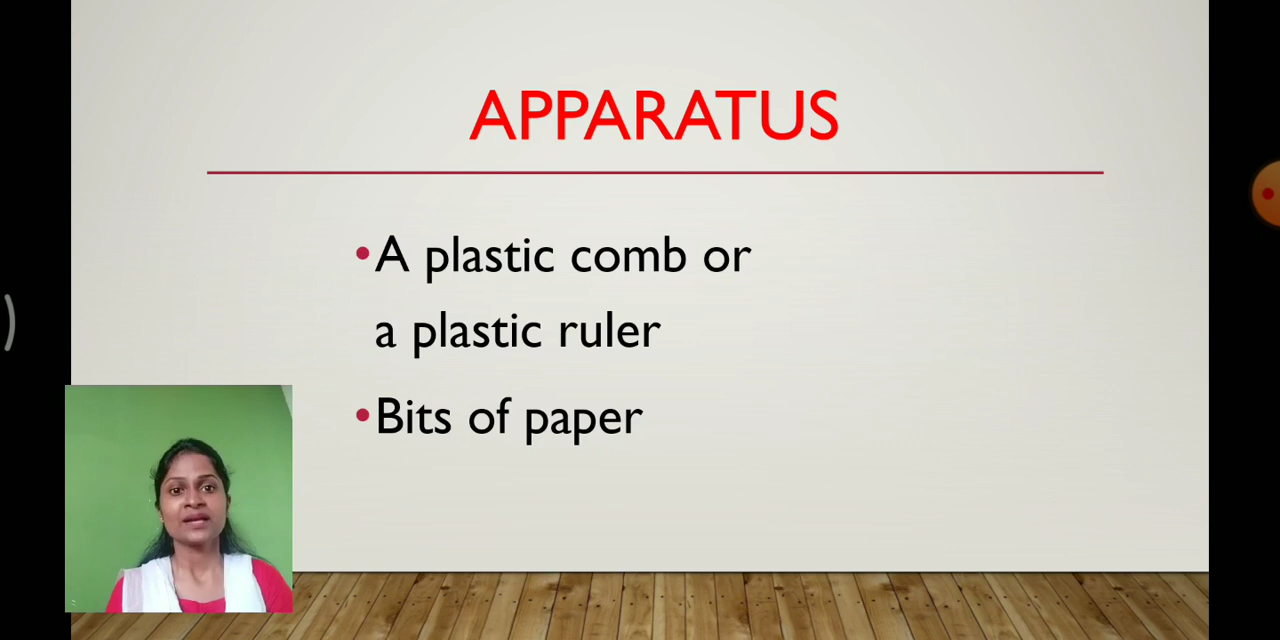 APPARATUS
•A plastic comb or
a plastic ruler
•Bits of paper